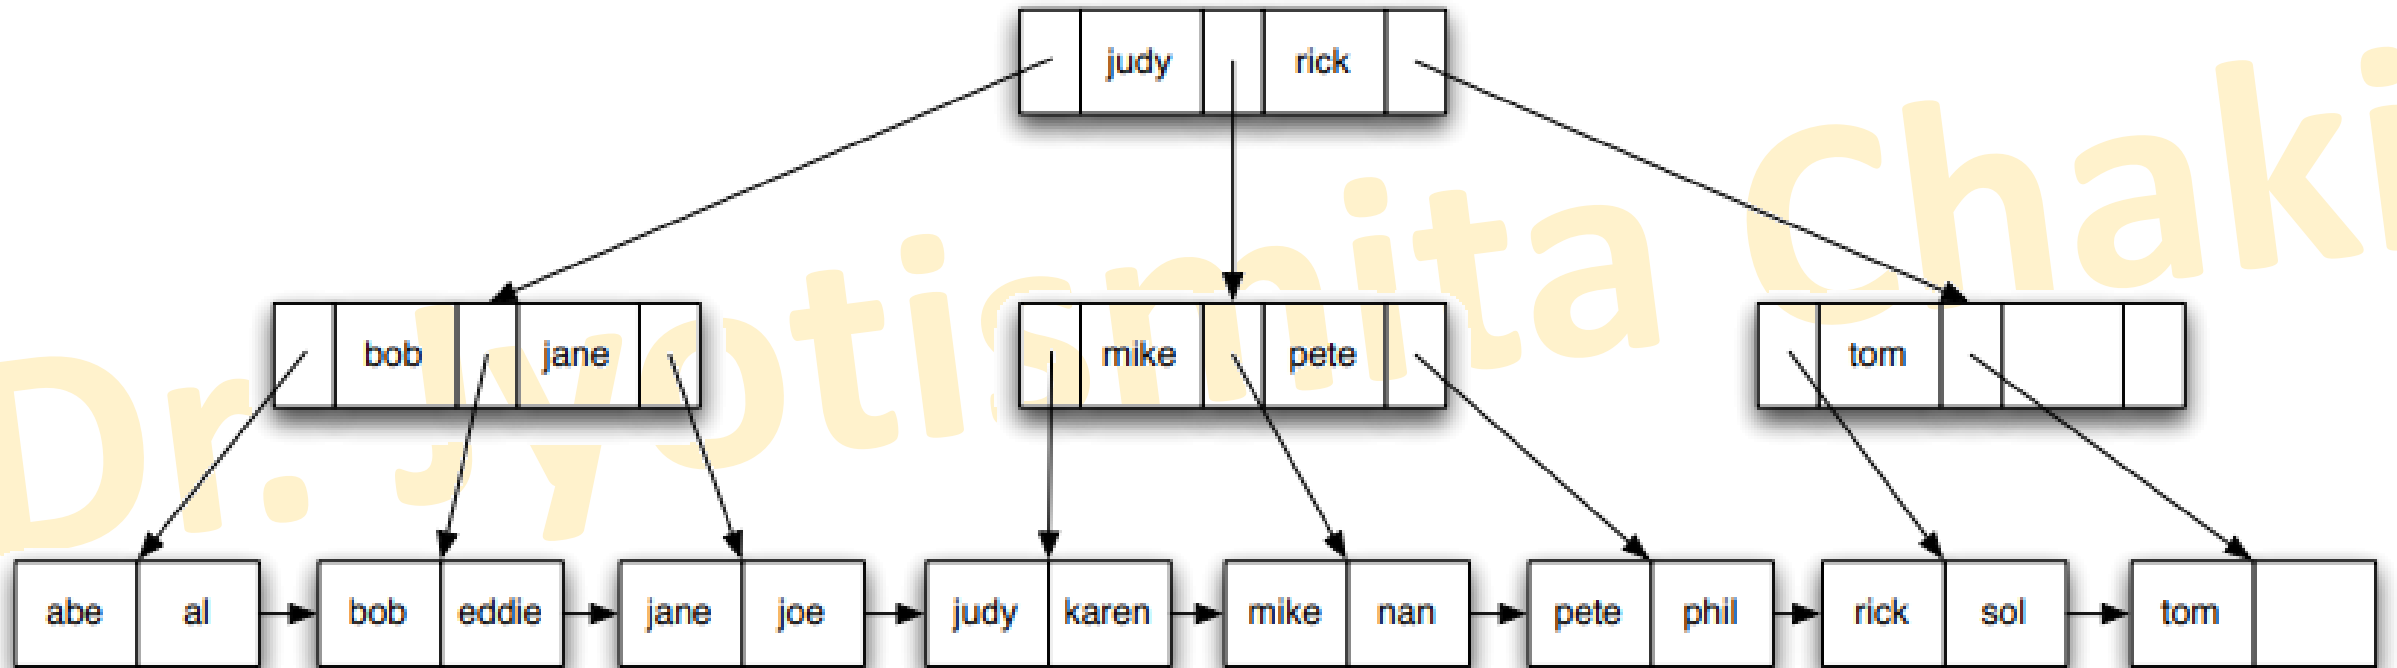 judy rick
bob jane mike pete tom
abe al bob eddie jane joe judy karen mike nan pete phil rick sol tom
Dr. Jyotismita Chaki